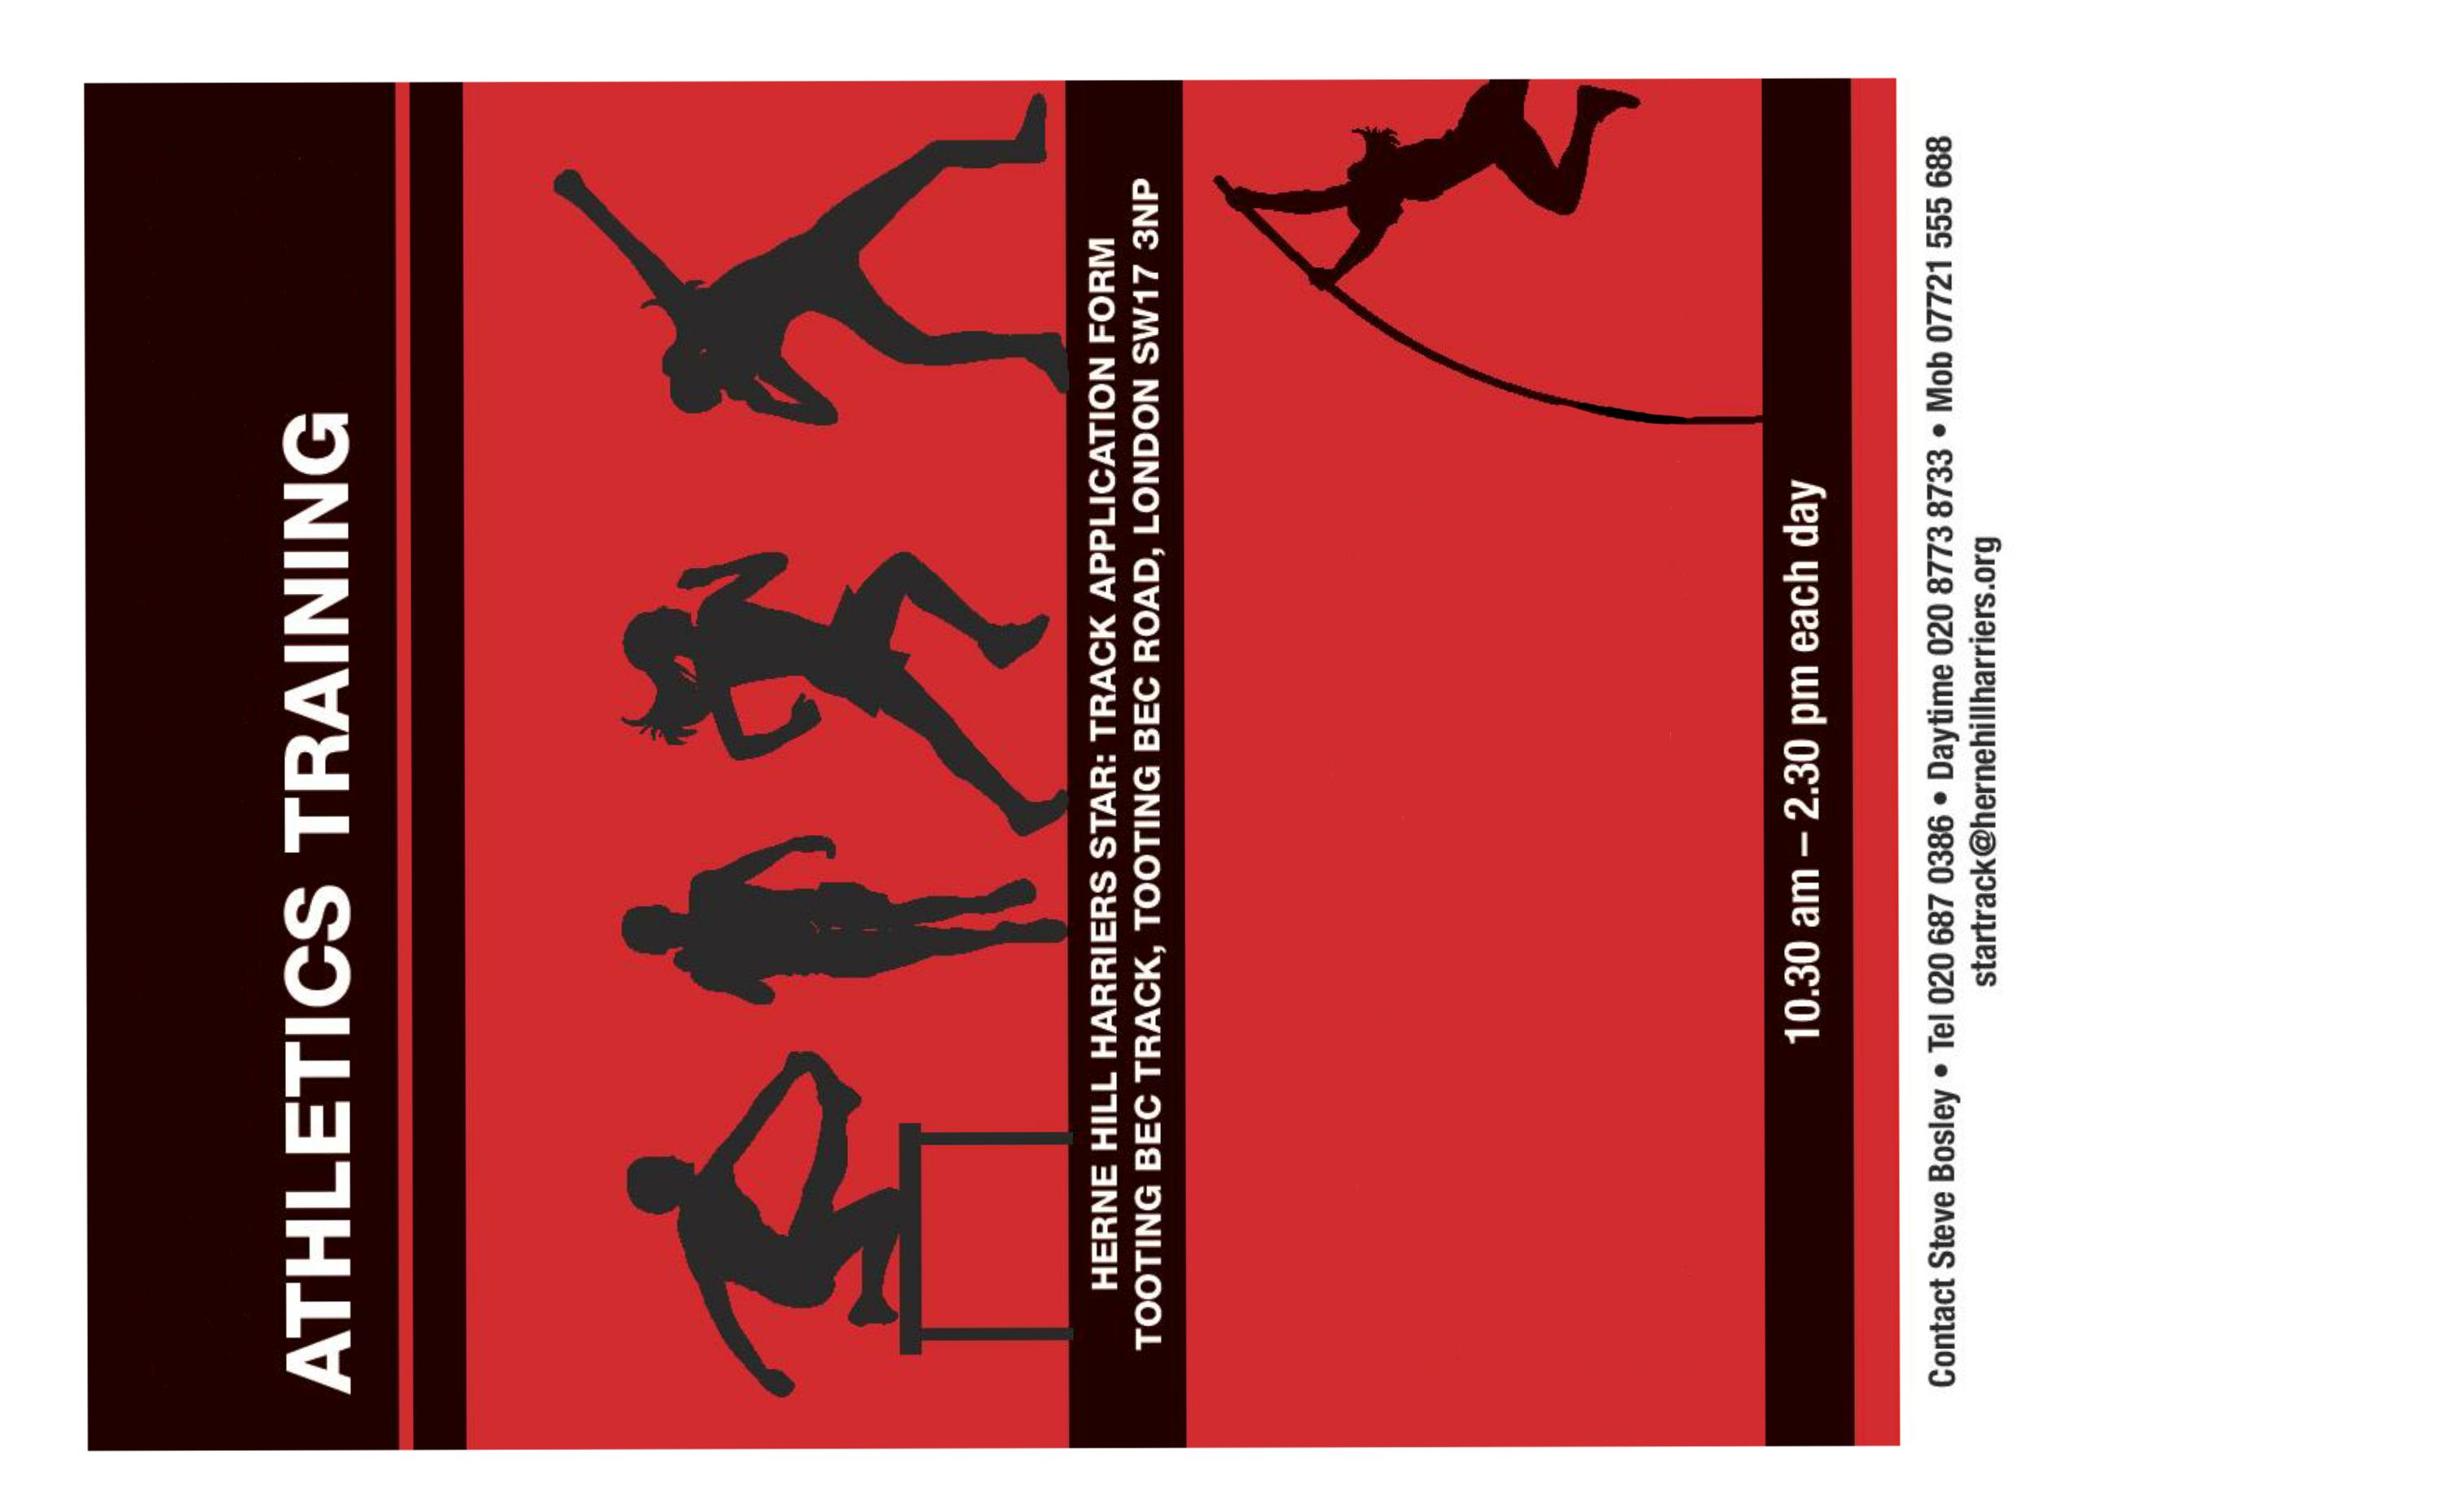 ATHLETICS TRAINING
HERNE HILL HARRIERS STAR: TRACK APPLICATION FORM
TOOTING BEC TRACK, TOOTING BEC ROAD, LONDON SW17 3NP
10.30 am – 2.30 pm each day
Contact Steve Bosley • Tel 020 687 0386 • Daytime 020 8773 8733 • Mob 07721 555 688
startrack@hernehillharriers.org